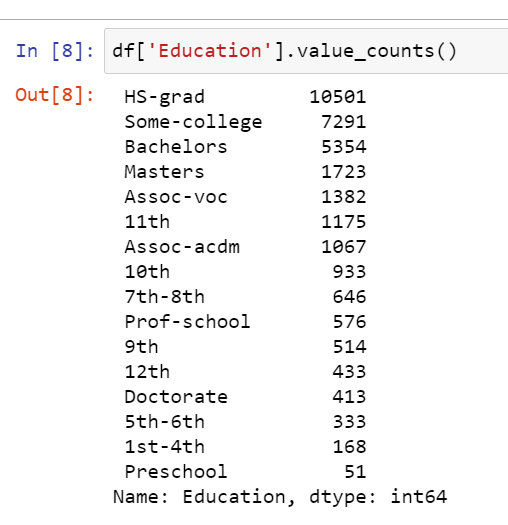 In [8]: df['Education'].value_counts()
Out[8]: HS-grad 10501
Some-college 7291
Bachelors 5354
Masters 1723
Assoc-voc 1382
11th 1175
Assoc-acdm 1067
10th 933
7th-8th 646
Prof-school 576
9th 514
12th 433
Doctorate 413
5th-6th 333
1st-4th 168
Preschool 51
Name: Education, dtype: int64